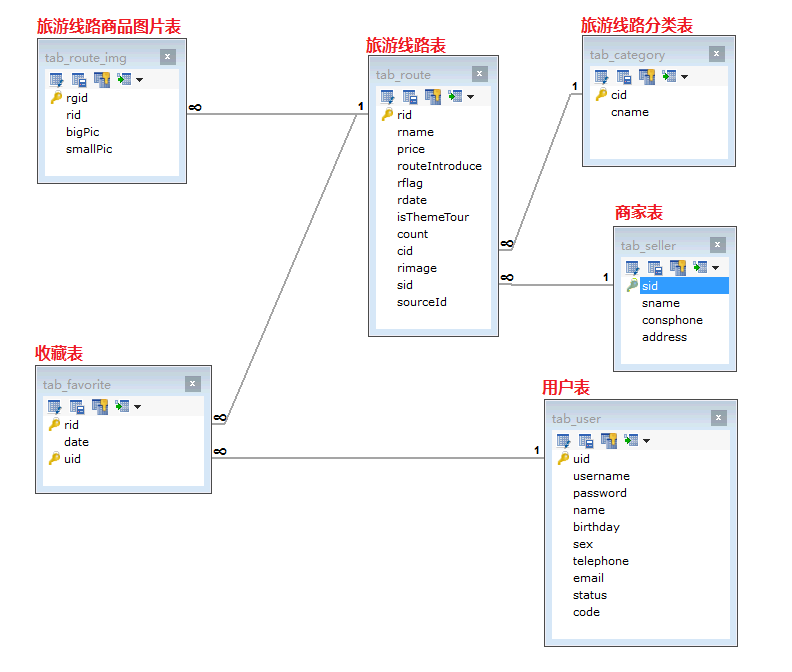 旅游线路商品图片表
tab_route_img
rgid
rid
bigPic
smallPic
旅游线路表
tab_route
rid
rname
price
routeIntroduce
rflag
rdate
isThemeTour
count
cid
rimage
sid
sourceId
旅游线路分类表
tab_category
cid
cname
商家表
tab_seller
sid
sname
consphone
address
收藏表
tab_favorite
rid
date
uid
用户表
tab_user
uid
username
password
name
birthday
sex
telephone
email
status
code
∞
1
1
∞
∞
1
∞
∞
1